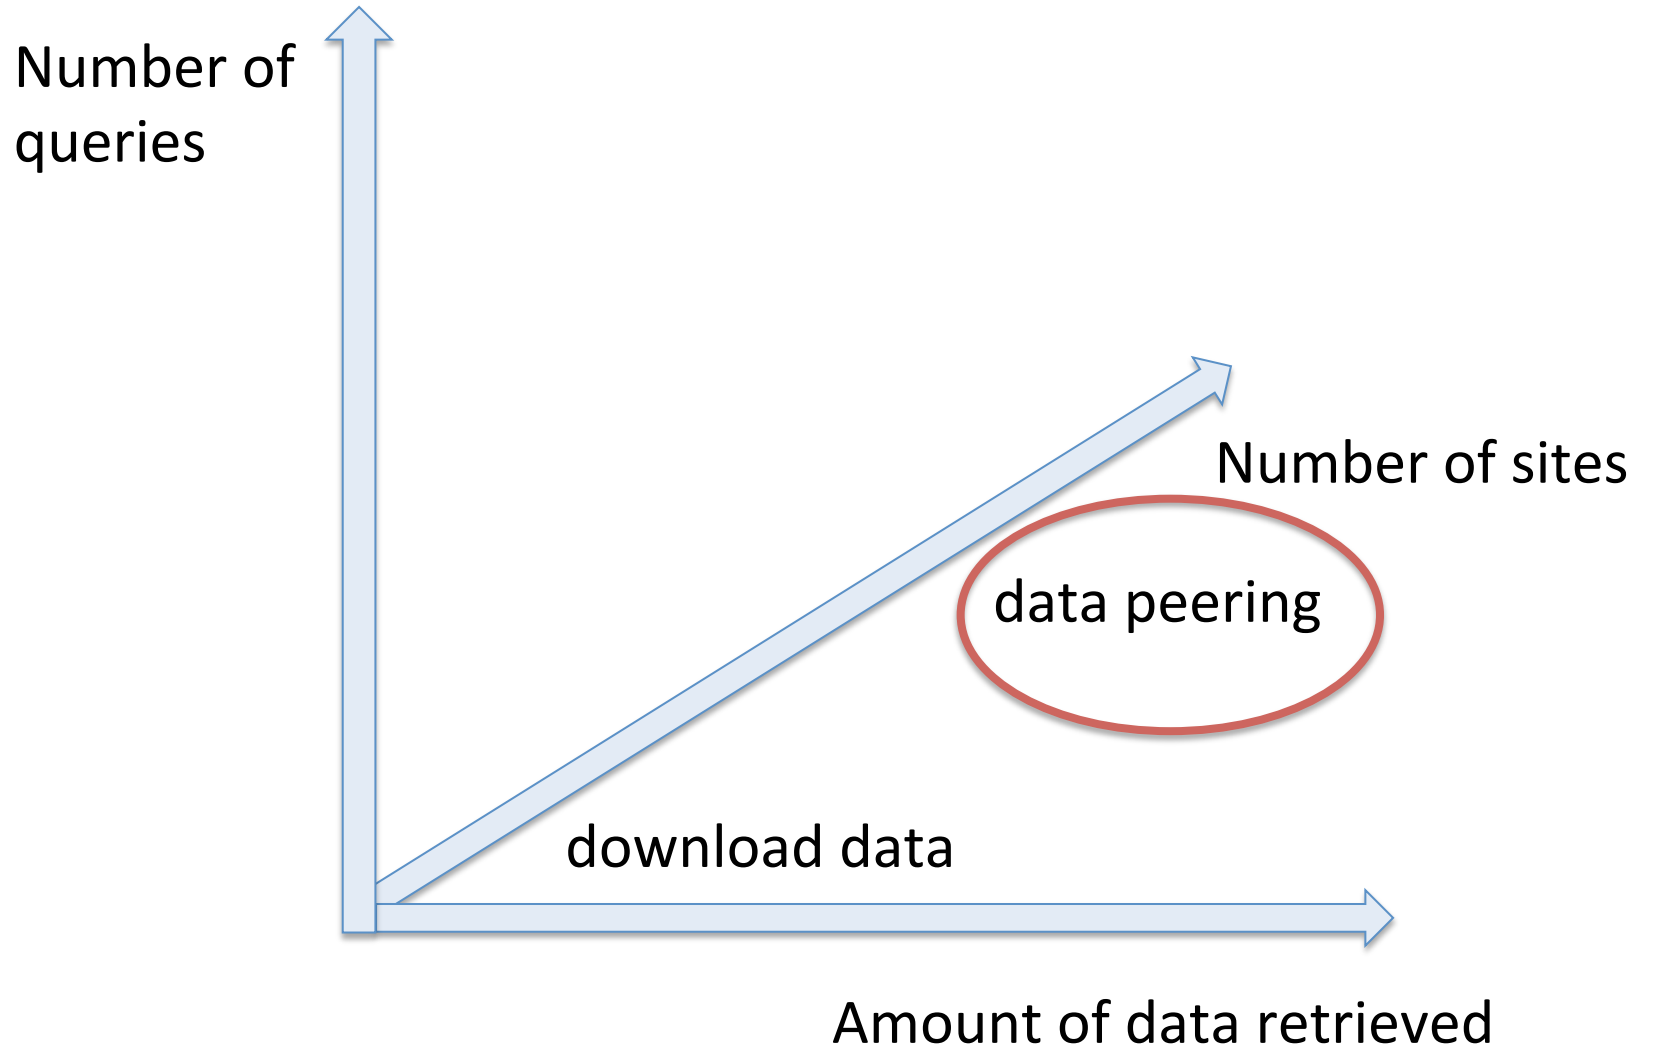 Number of
queries
Number of sites
data peering
download data
Amount of data retrieved